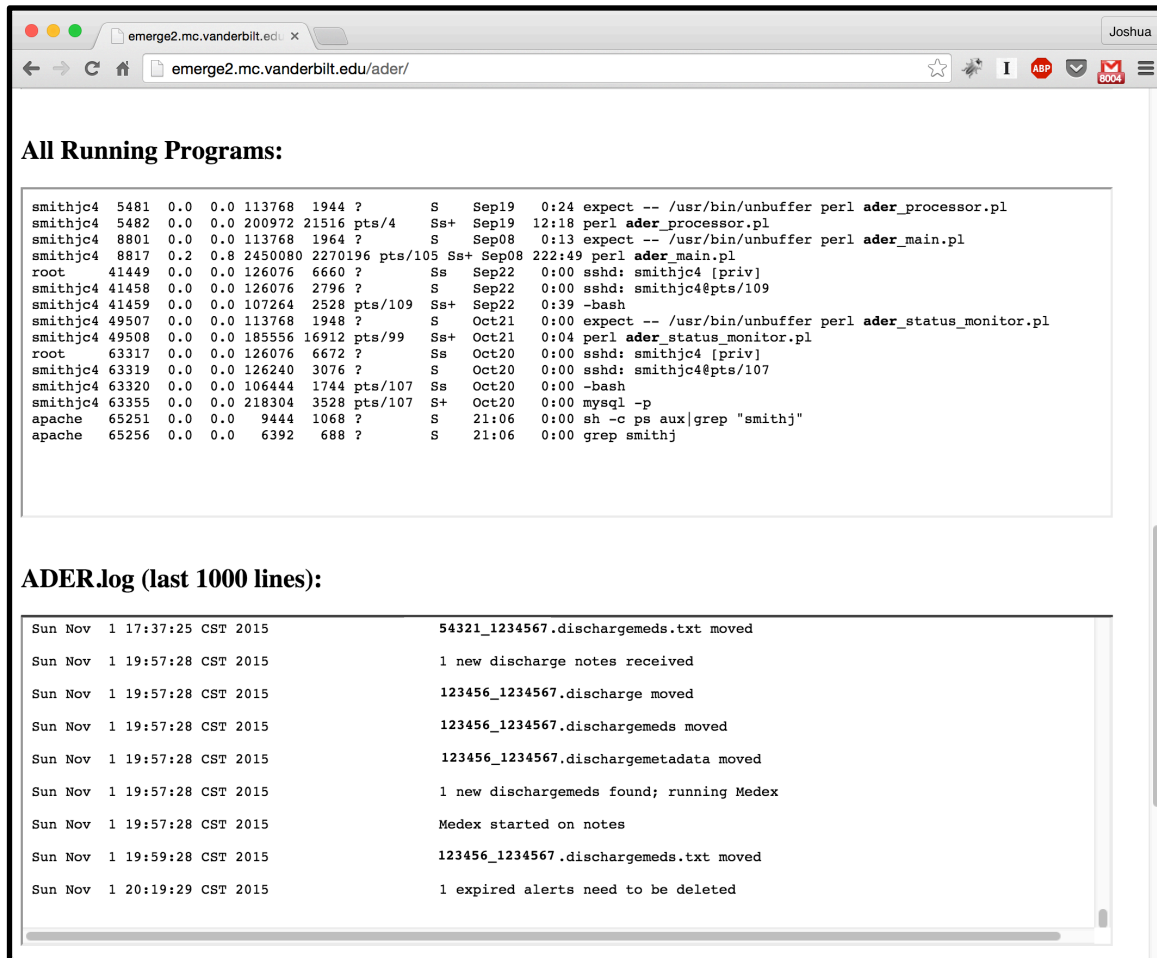 emerge2.mc.vanderbilt.edu ×
Joshua
emerge2.mc.vanderbilt.edu/ader/
I ABP 8004
All Running Programs:
smithjc4 5481 0.0 0.0 113768 1944 ? S Sep19 0:24 expect -- /usr/bin/unbuffer perl ader_processor.pl
smithjc4 5482 0.0 0.0 200972 21516 pts/4 Ss+ Sep19 12:18 perl ader_processor.pl
smithjc4 8801 0.0 0.0 113768 1964 ? S Sep08 0:13 expect -- /usr/bin/unbuffer perl ader_main.pl
smithjc4 8817 0.2 0.8 2450080 2270196 pts/105 Ss+ Sep08 222:49 perl ader_main.pl
root 41449 0.0 0.0 126076 6660 ? Ss Sep22 0:00 sshd: smithjc4 [priv]
smithjc4 41458 0.0 0.0 126076 2796 ? S Sep22 0:00 sshd: smithjc4@pts/109
smithjc4 41459 0.0 0.0 107264 2528 pts/109 Ss+ Sep22 0:39 -bash
smithjc4 49507 0.0 0.0 113768 1948 ? S Oct21 0:00 expect -- /usr/bin/unbuffer perl ader_status_monitor.pl
smithjc4 49508 0.0 0.0 185556 16912 pts/99 Ss+ Oct21 0:04 perl ader_status_monitor.pl
root 63317 0.0 0.0 126076 6672 ? Ss Oct20 0:00 sshd: smithjc4 [priv]
smithjc4 63319 0.0 0.0 126240 3076 ? S Oct20 0:00 sshd: smithjc4@pts/107
smithjc4 63320 0.0 0.0 106444 1744 pts/107 Ss Oct20 0:00 -bash
smithjc4 63355 0.0 0.0 218304 3528 pts/107 S+ Oct20 0:00 mysql -p
apache 65251 0.0 0.0 9444 1068 ? S 21:06 0:00 sh -c ps aux|grep "smithj"
apache 65256 0.0 0.0 6392 688 ? S 21:06 0:00 grep smithj
ADER.log (last 1000 lines):
Sun Nov 1 17:37:25 CST 2015 54321_1234567.dischargemeds.txt moved
Sun Nov 1 19:57:28 CST 2015 1 new discharge notes received
Sun Nov 1 19:57:28 CST 2015 123456_1234567.discharge moved
Sun Nov 1 19:57:28 CST 2015 123456_1234567.dischargemeds moved
Sun Nov 1 19:57:28 CST 2015 123456_1234567.dischargemetadata moved
Sun Nov 1 19:57:28 CST 2015 1 new dischargemeds found; running Medex
Sun Nov 1 19:57:28 CST 2015 Medex started on notes
Sun Nov 1 19:59:28 CST 2015 123456_1234567.dischargemeds.txt moved
Sun Nov 1 20:19:29 CST 2015 1 expired alerts need to be deleted